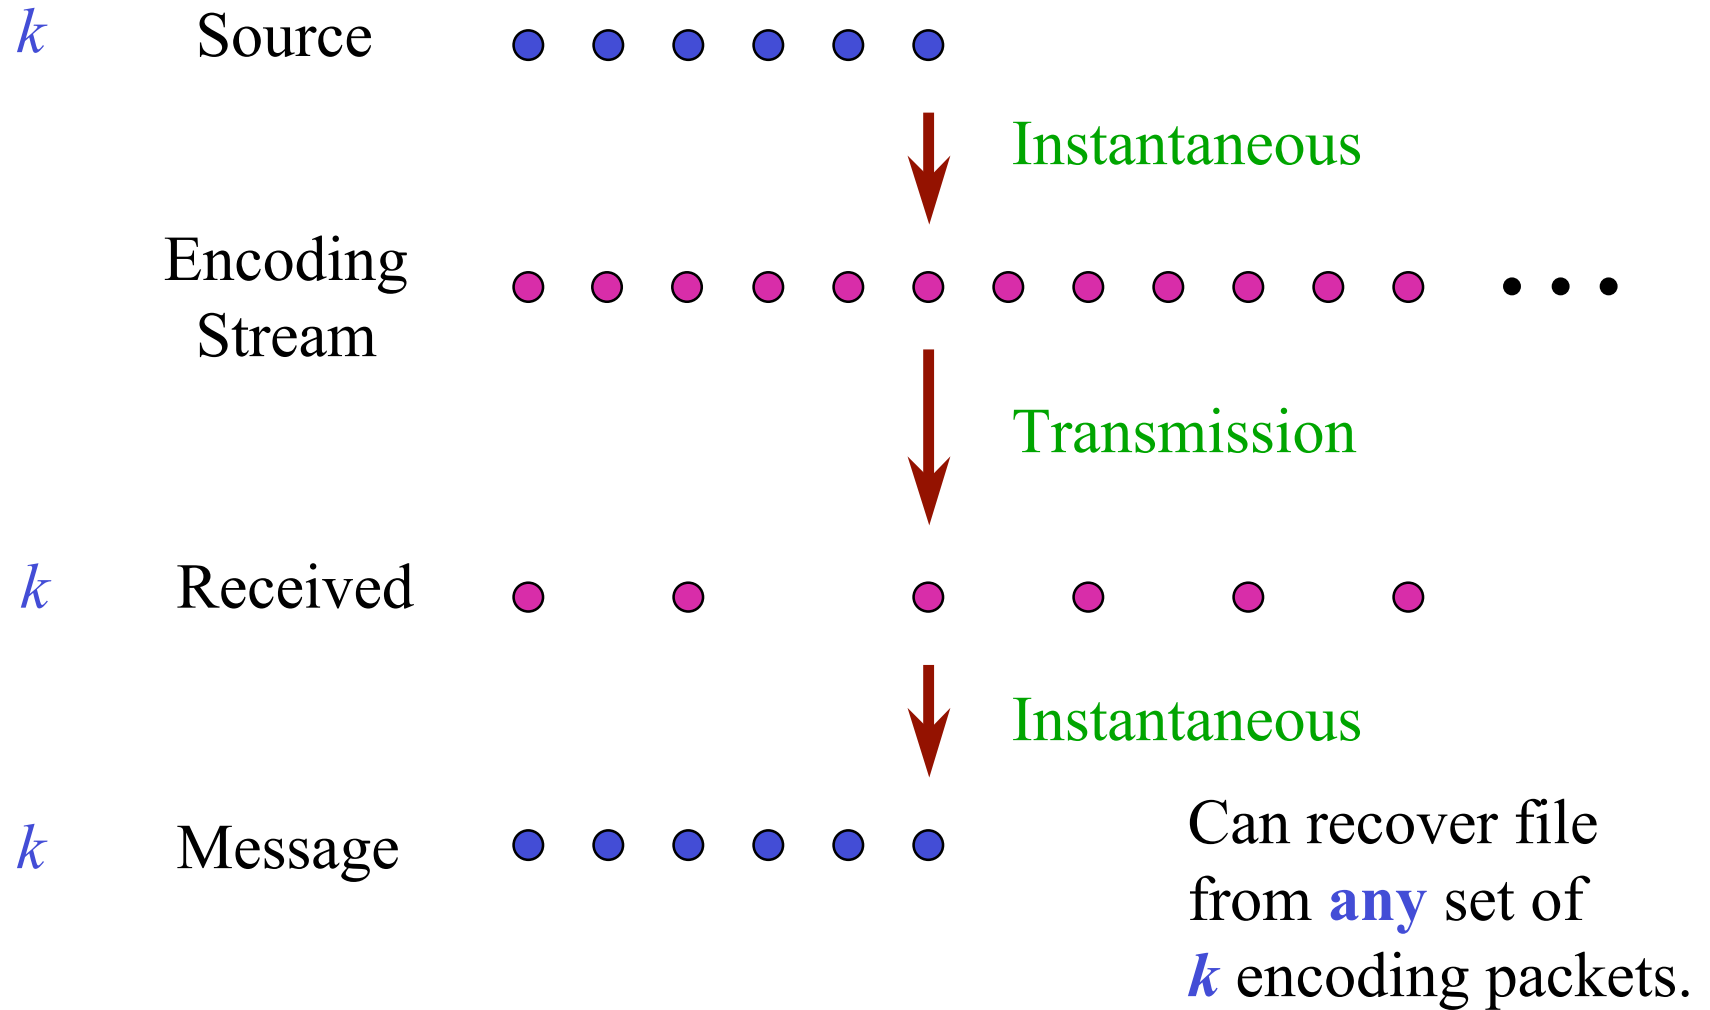 k Source
Instantaneous
Encoding
Stream
Transmission
k Received
Instantaneous
k Message
Can recover file
from any set of
k encoding packets.